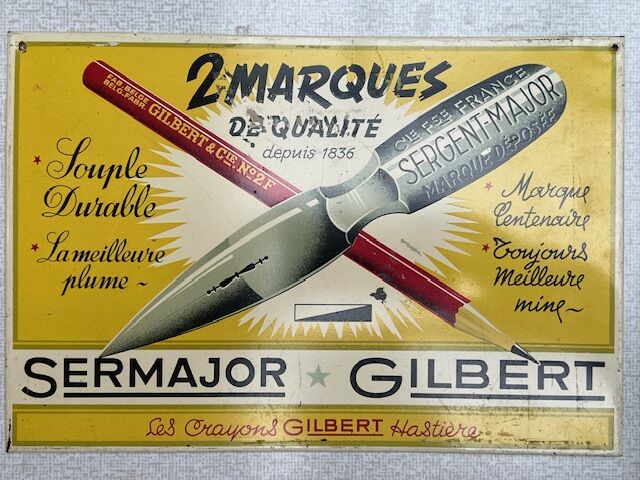 2 MARQUES
DE QUALITÉ
depuis 1836
FAB. BELGE
BELG. FABR.
GILBERT & CIE. Nº2F
CIE FSE FRANCE
SERGENT-MAJOR
MARQUE DÉPOSÉE
* Souple
Durable
* La meilleure
plume ~
* Marque
Centenaire
* Toujours
Meilleure
mine ~
SERMAJOR ★ GILBERT
Les Crayons GILBERT Hastière